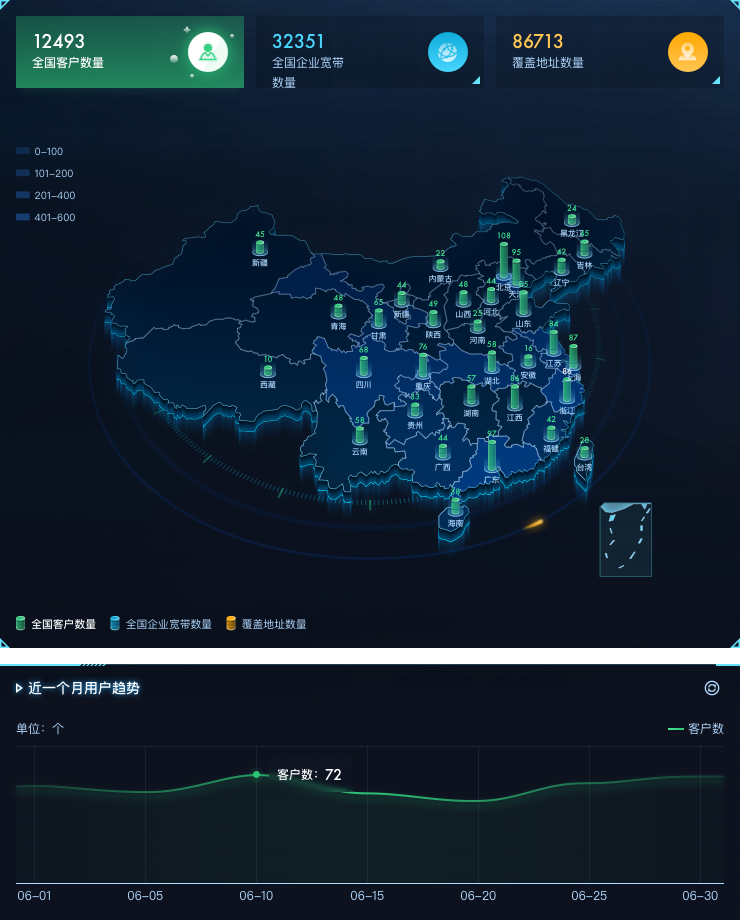 12493
全国客户数量
32351
全国企业宽带
数量
86713
覆盖地址数量
0-100
101-200
201-400
401-600
24
黑龙江
45
吉林
45
新疆
108
北京
95
天津
42
辽宁
22
内蒙古
44
新疆
48
山西
44
河北
85
山东
48
青海
65
甘肃
49
陕西
25
河南
84
江苏
87
上海
68
四川
76
重庆
58
湖北
16
安徽
86
浙江
10
西藏
57
湖南
86
江西
83
贵州
58
云南
44
广西
97
广东
42
福建
28
台湾
海南
全国客户数量
全国企业宽带数量
覆盖地址数量
近一个月用户趋势
单位：个
客户数
客户数：72
06-01
06-05
06-10
06-15
06-20
06-25
06-30